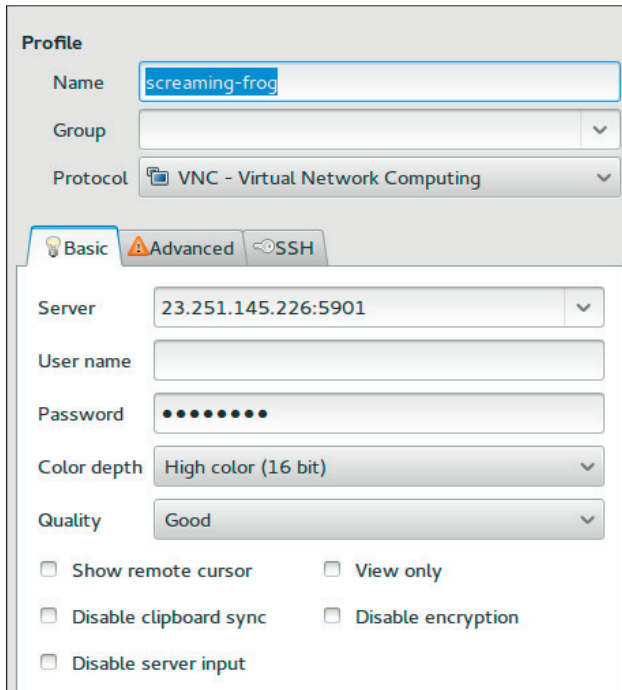 Profile
Name screaming-frog
Group
Protocol VNC - Virtual Network Computing
Basic Advanced SSH
Server 23.251.145.226:5901
User name
Password ••••••••
Color depth High color (16 bit)
Quality Good
Show remote cursor View only
Disable clipboard sync Disable encryption
Disable server input